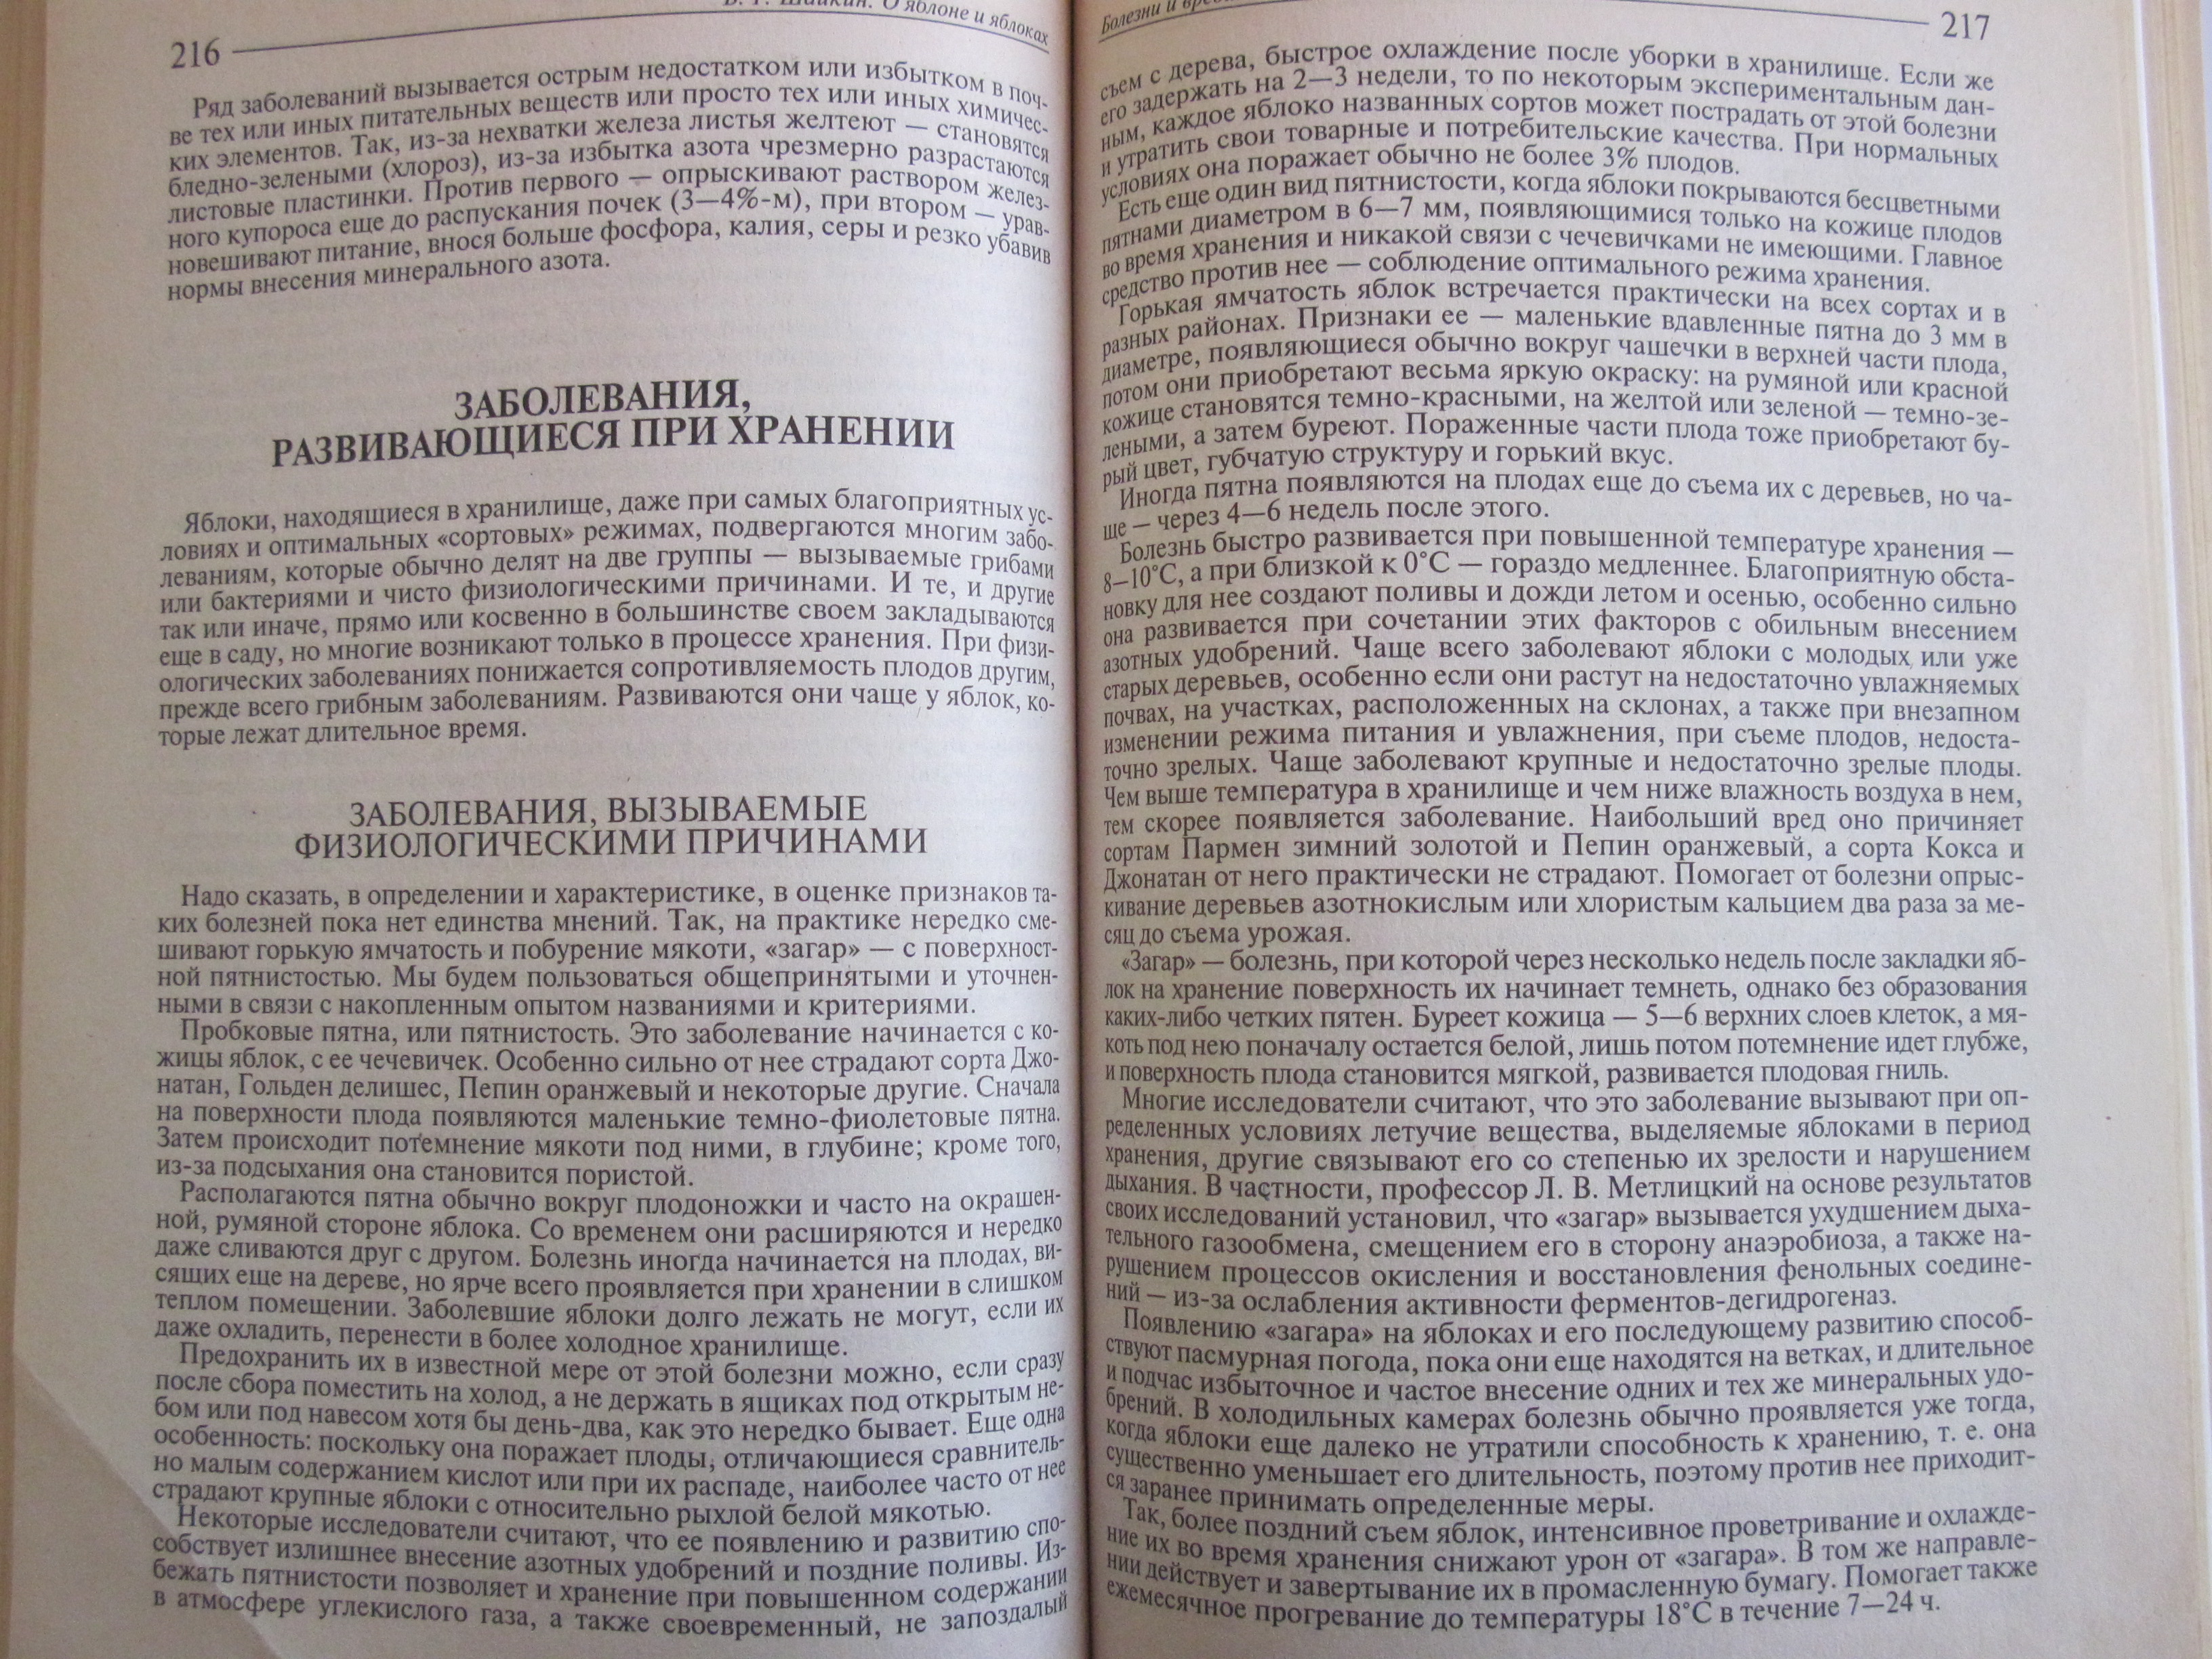 216
В. Г. Шайкин. О яблоне и яблоках
Ряд заболеваний вызывается острым недостатком или избытком в поч-
ве тех или иных питательных веществ или просто тех или иных химичес-
ких элементов. Так, из-за нехватки железа листья желтеют — становятся
бледно-зелеными (хлороз), из-за избытка азота чрезмерно разрастаются
листовые пластинки. Против первого — опрыскивают раствором желез-
ного купороса еще до распускания почек (3—4%-м), при втором — урав-
новешивают питание, внося больше фосфора, калия, серы и резко убавив
нормы внесения минерального азота.
ЗАБОЛЕВАНИЯ,
РАЗВИВАЮЩИЕСЯ ПРИ ХРАНЕНИИ
Яблоки, находящиеся в хранилище, даже при самых благоприятных ус-
ловиях и оптимальных «сортовых» режимах, подвергаются многим забо-
леваниям, которые обычно делят на две группы — вызываемые грибами
или бактериями и чисто физиологическими причинами. И те, и другие
так или иначе, прямо или косвенно в большинстве своем закладываются
еще в саду, но многие возникают только в процессе хранения. При физи-
ологических заболеваниях понижается сопротивляемость плодов другим,
прежде всего грибным заболеваниям. Развиваются они чаще у яблок, ко-
торые лежат длительное время.
ЗАБОЛЕВАНИЯ, ВЫЗЫВАЕМЫЕ
ФИЗИОЛОГИЧЕСКИМИ ПРИЧИНАМИ
Надо сказать, в определении и характеристике, в оценке признаков та-
ких болезней пока нет единства мнений. Так, на практике нередко сме-
шивают горькую ямчатость и побурение мякоти, «загар» — с поверхност-
ной пятнистостью. Мы будем пользоваться общепринятыми и уточнен-
ными в связи с накопленным опытом названиями и критериями.
Пробковые пятна, или пятнистость. Это заболевание начинается с ко-
жицы яблок, с ее чечевичек. Особенно сильно от нее страдают сорта Джо-
натан, Гольден делишес, Пепин оранжевый и некоторые другие. Сначала
на поверхности плода появляются маленькие темно-фиолетовые пятна.
Затем происходит потемнение мякоти под ними, в глубине; кроме того,
из-за подсыхания она становится пористой.
Располагаются пятна обычно вокруг плодоножки и часто на окрашен-
ной, румяной стороне яблока. Со временем они расширяются и нередко
даже сливаются друг с другом. Болезнь иногда начинается на плодах, ви-
сящих еще на дереве, но ярче всего проявляется при хранении в слишком
теплом помещении. Заболевшие яблоки долго лежать не могут, если их
даже охладить, перенести в более холодное хранилище.
Предохранить их в известной мере от этой болезни можно, если сразу
после сбора поместить на холод, а не держать в ящиках под открытым не-
бом или под навесом хотя бы день-два, как это нередко бывает. Еще одна
особенность: поскольку она поражает плоды, отличающиеся сравнитель-
но малым содержанием кислот или при их распаде, наиболее часто от нее
страдают крупные яблоки с относительно рыхлой белой мякотью.
Некоторые исследователи считают, что ее появлению и развитию спо-
собствует излишнее внесение азотных удобрений и поздние поливы. Из-
бежать пятнистости позволяет и хранение при повышенном содержании
в атмосфере углекислого газа, а также своевременный, не запоздалый
Болезни и
217
съем с дерева, быстрое охлаждение после уборки в хранилище. Если же
его задержать на 2—3 недели, то по некоторым экспериментальным дан-
ным, каждое яблоко названных сортов может пострадать от этой болезни
и утратить свои товарные и потребительские качества. При нормальных
условиях она поражает обычно не более 3% плодов.
Есть еще один вид пятнистости, когда яблоки покрываются бесцветными
пятнами диаметром в 6—7 мм, появляющимися только на кожице плодов
во время хранения и никакой связи с чечевичками не имеющими. Главное
средство против нее — соблюдение оптимального режима хранения.
Горькая ямчатость яблок встречается практически на всех сортах и в
разных районах. Признаки ее — маленькие вдавленные пятна до 3 мм в
диаметре, появляющиеся обычно вокруг чашечки в верхней части плода,
потом они приобретают весьма яркую окраску: на румяной или красной
кожице становятся темно-красными, на желтой или зеленой — темно-зе-
леными, а затем буреют. Пораженные части плода тоже приобретают бу-
рый цвет, губчатую структуру и горький вкус.
Иногда пятна появляются на плодах еще до съема их с деревьев, но ча-
ще — через 4—6 недель после этого.
Болезнь быстро развивается при повышенной температуре хранения —
8—10°С, а при близкой к 0°С — гораздо медленнее. Благоприятную обста-
новку для нее создают поливы и дожди летом и осенью, особенно сильно
она развивается при сочетании этих факторов с обильным внесением
азотных удобрений. Чаще всего заболевают яблоки с молодых или уже
старых деревьев, особенно если они растут на недостаточно увлажняемых
почвах, на участках, расположенных на склонах, а также при внезапном
изменении режима питания и увлажнения, при съеме плодов, недоста-
точно зрелых. Чаще заболевают крупные и недостаточно зрелые плоды.
Чем выше температура в хранилище и чем ниже влажность воздуха в нем,
тем скорее появляется заболевание. Наибольший вред оно причиняет
сортам Пармен зимний золотой и Пепин оранжевый, а сорта Кокса и
Джонатан от него практически не страдают. Помогает от болезни опрыс-
кивание деревьев азотнокислым или хлористым кальцием два раза за ме-
сяц до съема урожая.
«Загар» — болезнь, при которой через несколько недель после закладки яб-
лок на хранение поверхность их начинает темнеть, однако без образования
каких-либо четких пятен. Буреет кожица — 5—6 верхних слоев клеток, а мя-
коть под нею поначалу остается белой, лишь потом потемнение идет глубже,
и поверхность плода становится мягкой, развивается плодовая гниль.
Многие исследователи считают, что это заболевание вызывают при оп-
ределенных условиях летучие вещества, выделяемые яблоками в период
хранения, другие связывают его со степенью их зрелости и нарушением
дыхания. В частности, профессор Л. В. Метлицкий на основе результатов
своих исследований установил, что «загар» вызывается ухудшением дыха-
тельного газообмена, смещением его в сторону анаэробиоза, а также на-
рушением процессов окисления и восстановления фенольных соедине-
ний — из-за ослабления активности ферментов-дегидрогеназ.
Появлению «загара» на яблоках и его последующему развитию способ-
ствуют пасмурная погода, пока они еще находятся на ветках, и длительное
и подчас избыточное и частое внесение одних и тех же минеральных удо-
брений. В холодильных камерах болезнь обычно проявляется уже тогда,
когда яблоки еще далеко не утратили способность к хранению, т. е. она
существенно уменьшает его длительность, поэтому против нее приходит-
ся заранее принимать определенные меры.
Так, более поздний съем яблок, интенсивное проветривание и охлажде-
ние их во время хранения снижают урон от «загара». В том же направле-
нии действует и завертывание их в промасленную бумагу. Помогает также
ежемесячное прогревание до температуры 18°С в течение 7—24 ч.